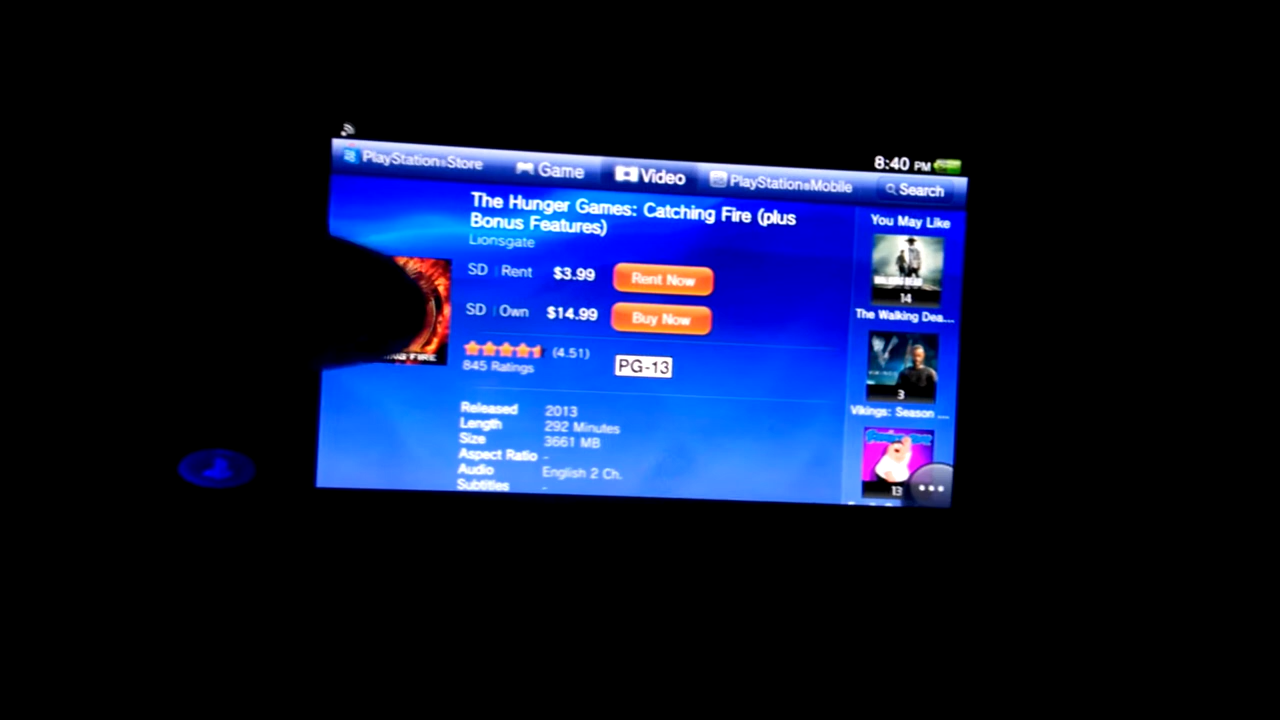 8:40 PM
PlayStation®Store
Game
Video
PlayStation®Mobile
Search
The Hunger Games: Catching Fire (plus
Bonus Features)
Lionsgate
SD | Rent $3.99 Rent Now
SD | Own $14.99 Buy Now
(4.51)
845 Ratings
PG-13
Released 2013
Length 292 Minutes
Size 3661 MB
Aspect Ratio -
Audio English 2 Ch.
Subtitles -
FIRE
You May Like
14
The Walking Dea...
VIKINGS
3
Vikings: Season ...
13